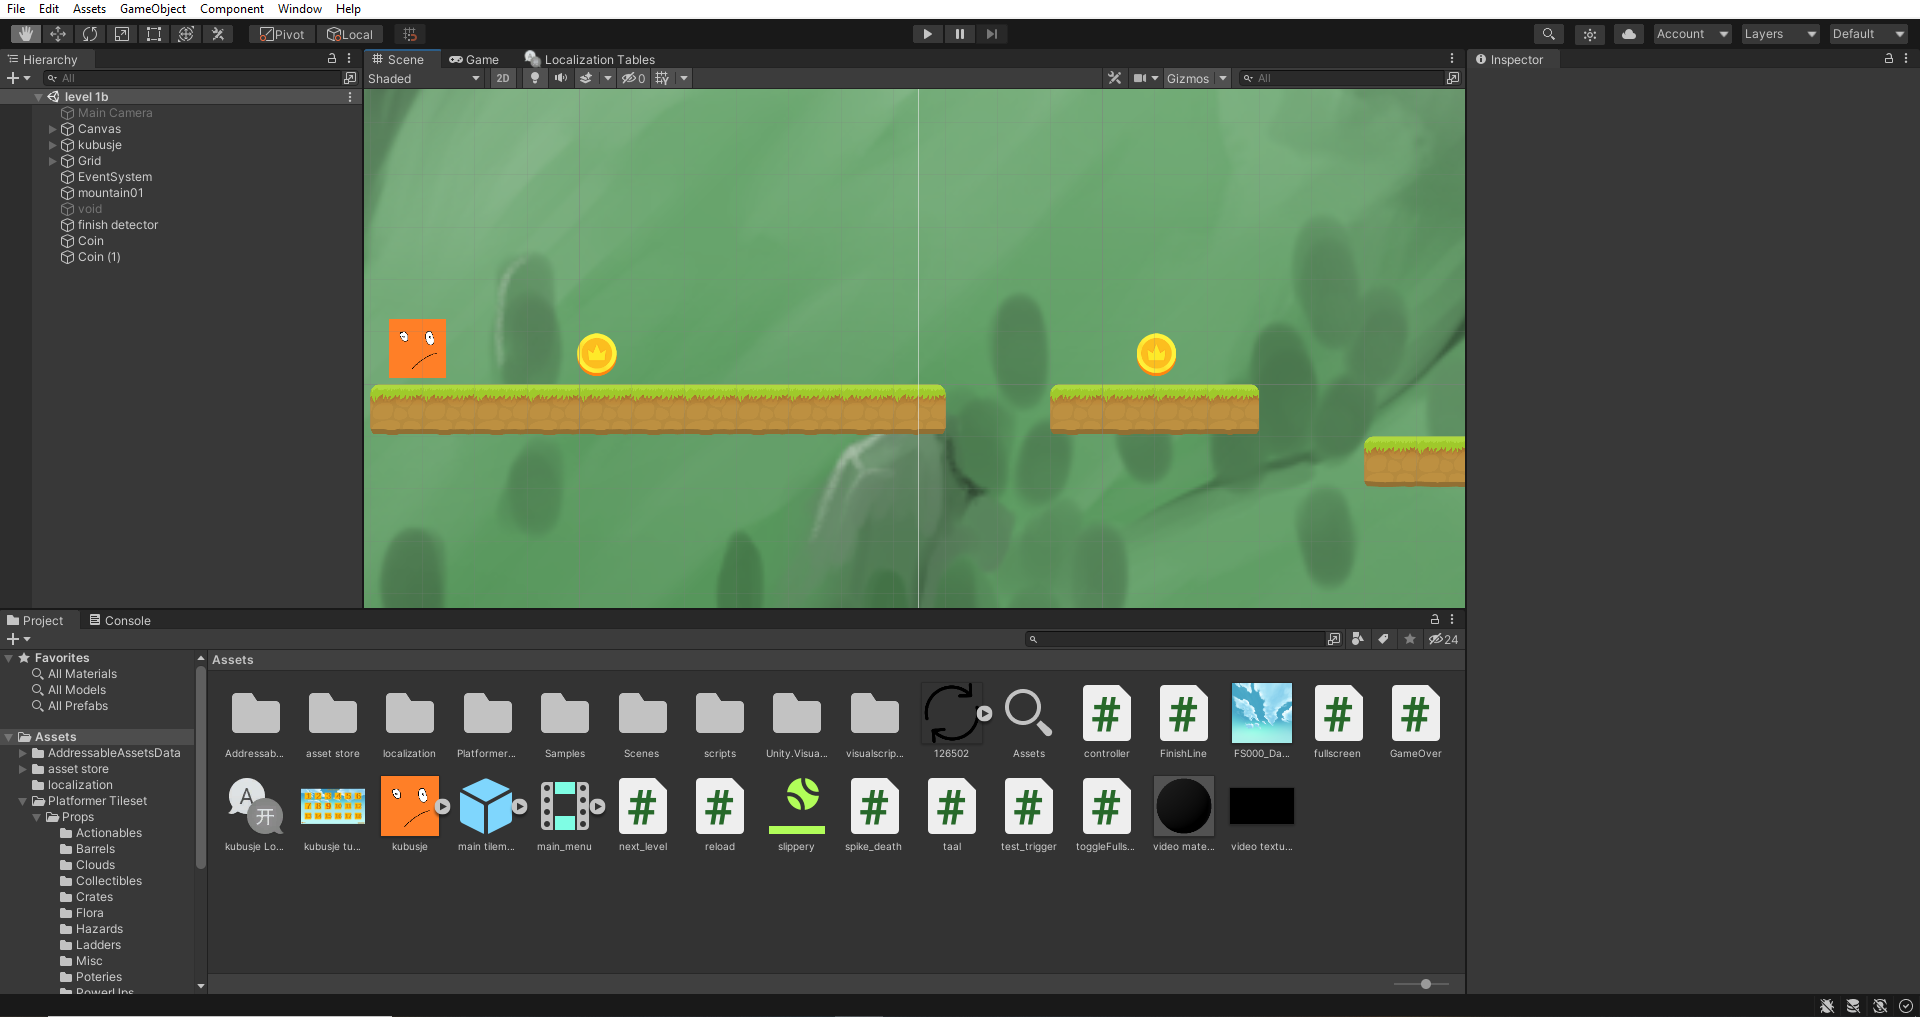 File Edit Assets GameObject Component Window Help
Pivot Local Account Layers Default
Hierarchy
All
level 1b
Main Camera
Canvas
kubusje
Grid
EventSystem
mountain01
void
finish detector
Coin
Coin (1)
Scene Game Localization Tables
Shaded 2D 0 Gizmos All
Inspector
Project Console
24
Favorites
All Materials
All Models
All Prefabs
Assets
AddressableAssetsData
asset store
localization
Platformer Tileset
Props
Actionables
Barrels
Clouds
Collectibles
Crates
Flora
Hazards
Ladders
Misc
Poteries
PowerUps
Assets
Addressab... asset store localization Platformer... Samples Scenes scripts Unity.Visua... visualscrip... 126502 Assets controller FinishLine FS000_Da... fullscreen GameOver
A 开
kubusje Lo... kubusje tu... kubusje main tilem... main_menu next_level reload slippery spike_death taal test_trigger toggleFulls... video mate... video textu...